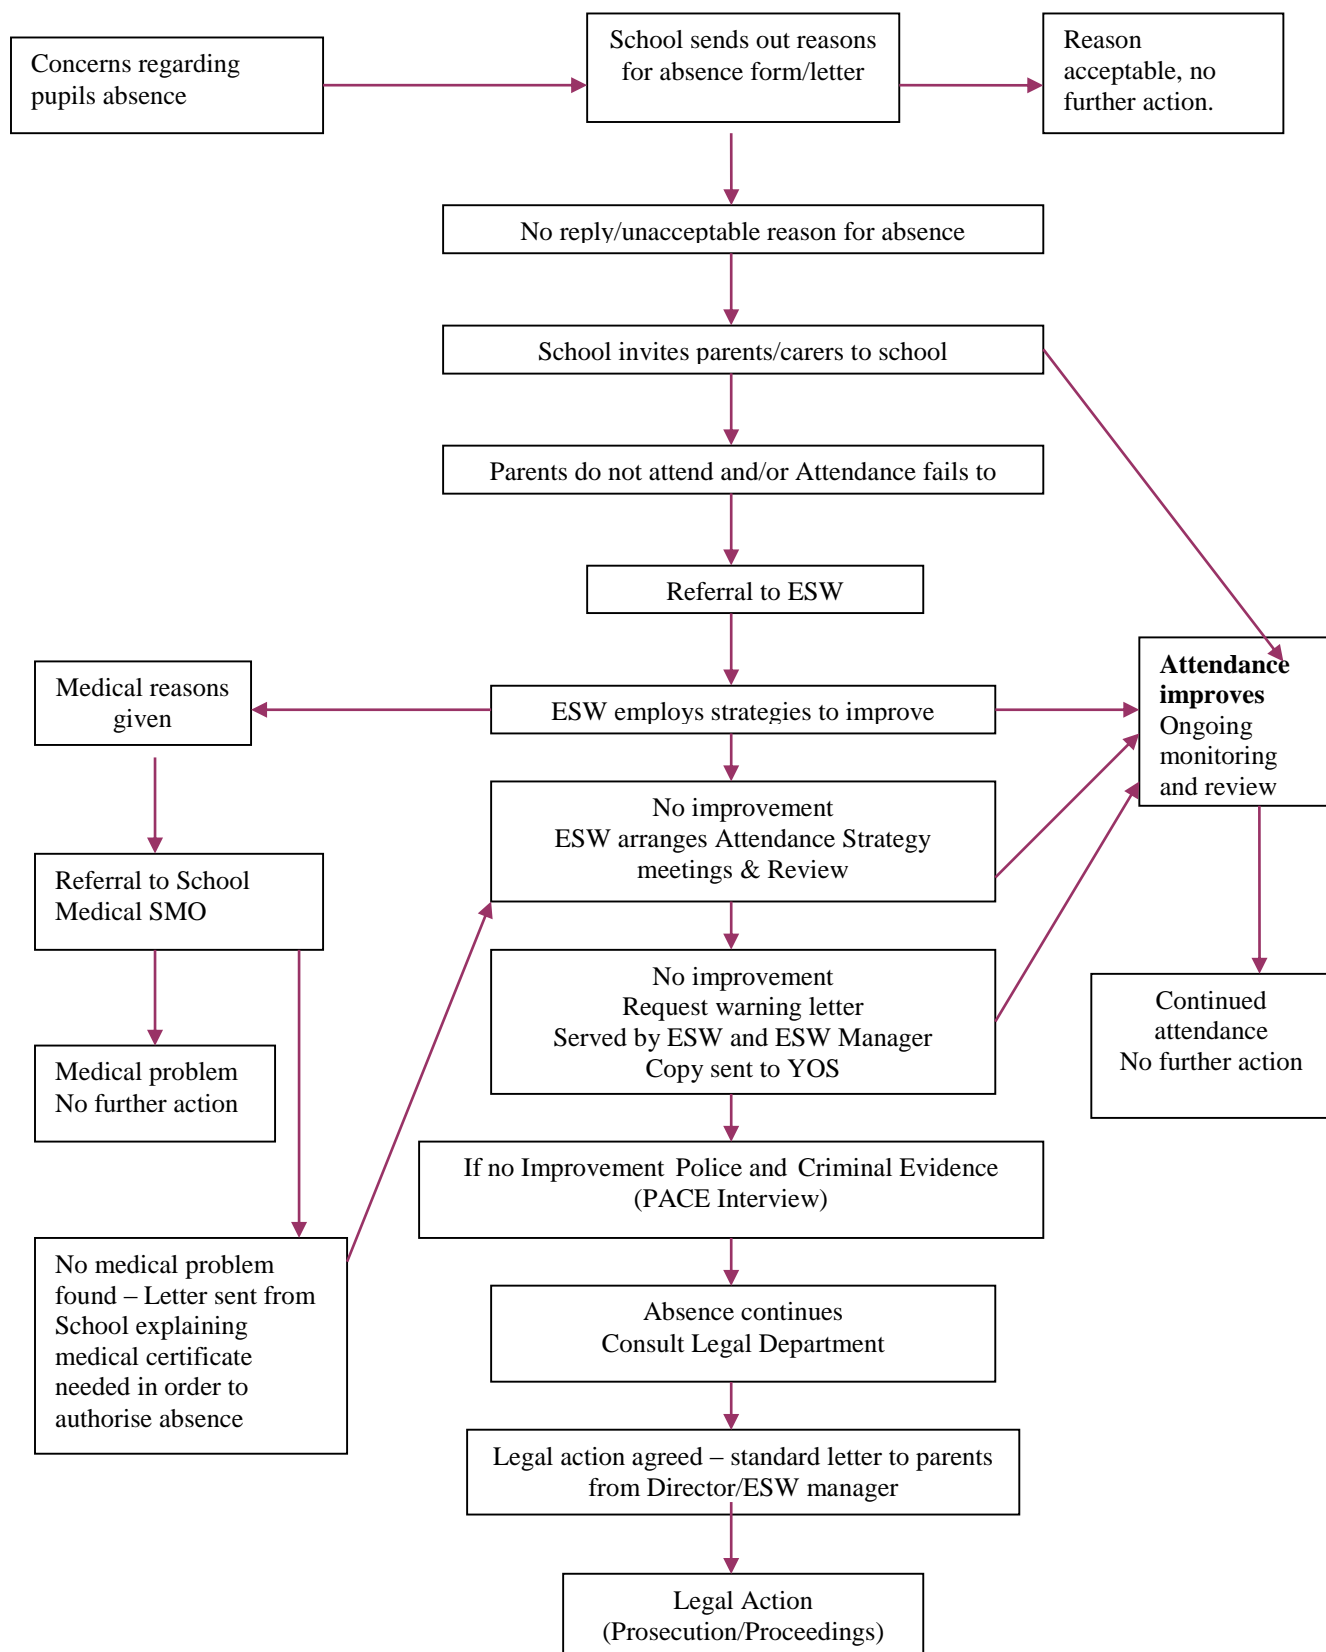 Concerns regarding
pupils absence
School sends out reasons
for absence form/letter
Reason
acceptable, no
further action.
No reply/unacceptable reason for absence
School invites parents/carers to school
Parents do not attend and/or Attendance fails to
Referral to ESW
Medical reasons
given
ESW employs strategies to improve
Attendance
improves
Ongoing
monitoring
and review
No improvement
ESW arranges Attendance Strategy
meetings & Review
Referral to School
Medical SMO
No improvement
Request warning letter
Served by ESW and ESW Manager
Copy sent to YOS
Continued
attendance
No further action
Medical problem
No further action
If no Improvement Police and Criminal Evidence
(PACE Interview)
No medical problem
found – Letter sent from
School explaining
medical certificate
needed in order to
authorise absence
Absence continues
Consult Legal Department
Legal action agreed – standard letter to parents
from Director/ESW manager
Legal Action
(Prosecution/Proceedings)